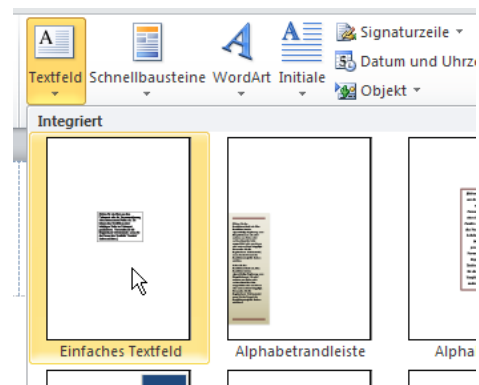 Signaturzeile
Datum und Uhrz
Objekt
Textfeld Schnellbausteine WordArt Initiale
Integriert
Einfaches Textfeld Alphabetrandleiste Alpha